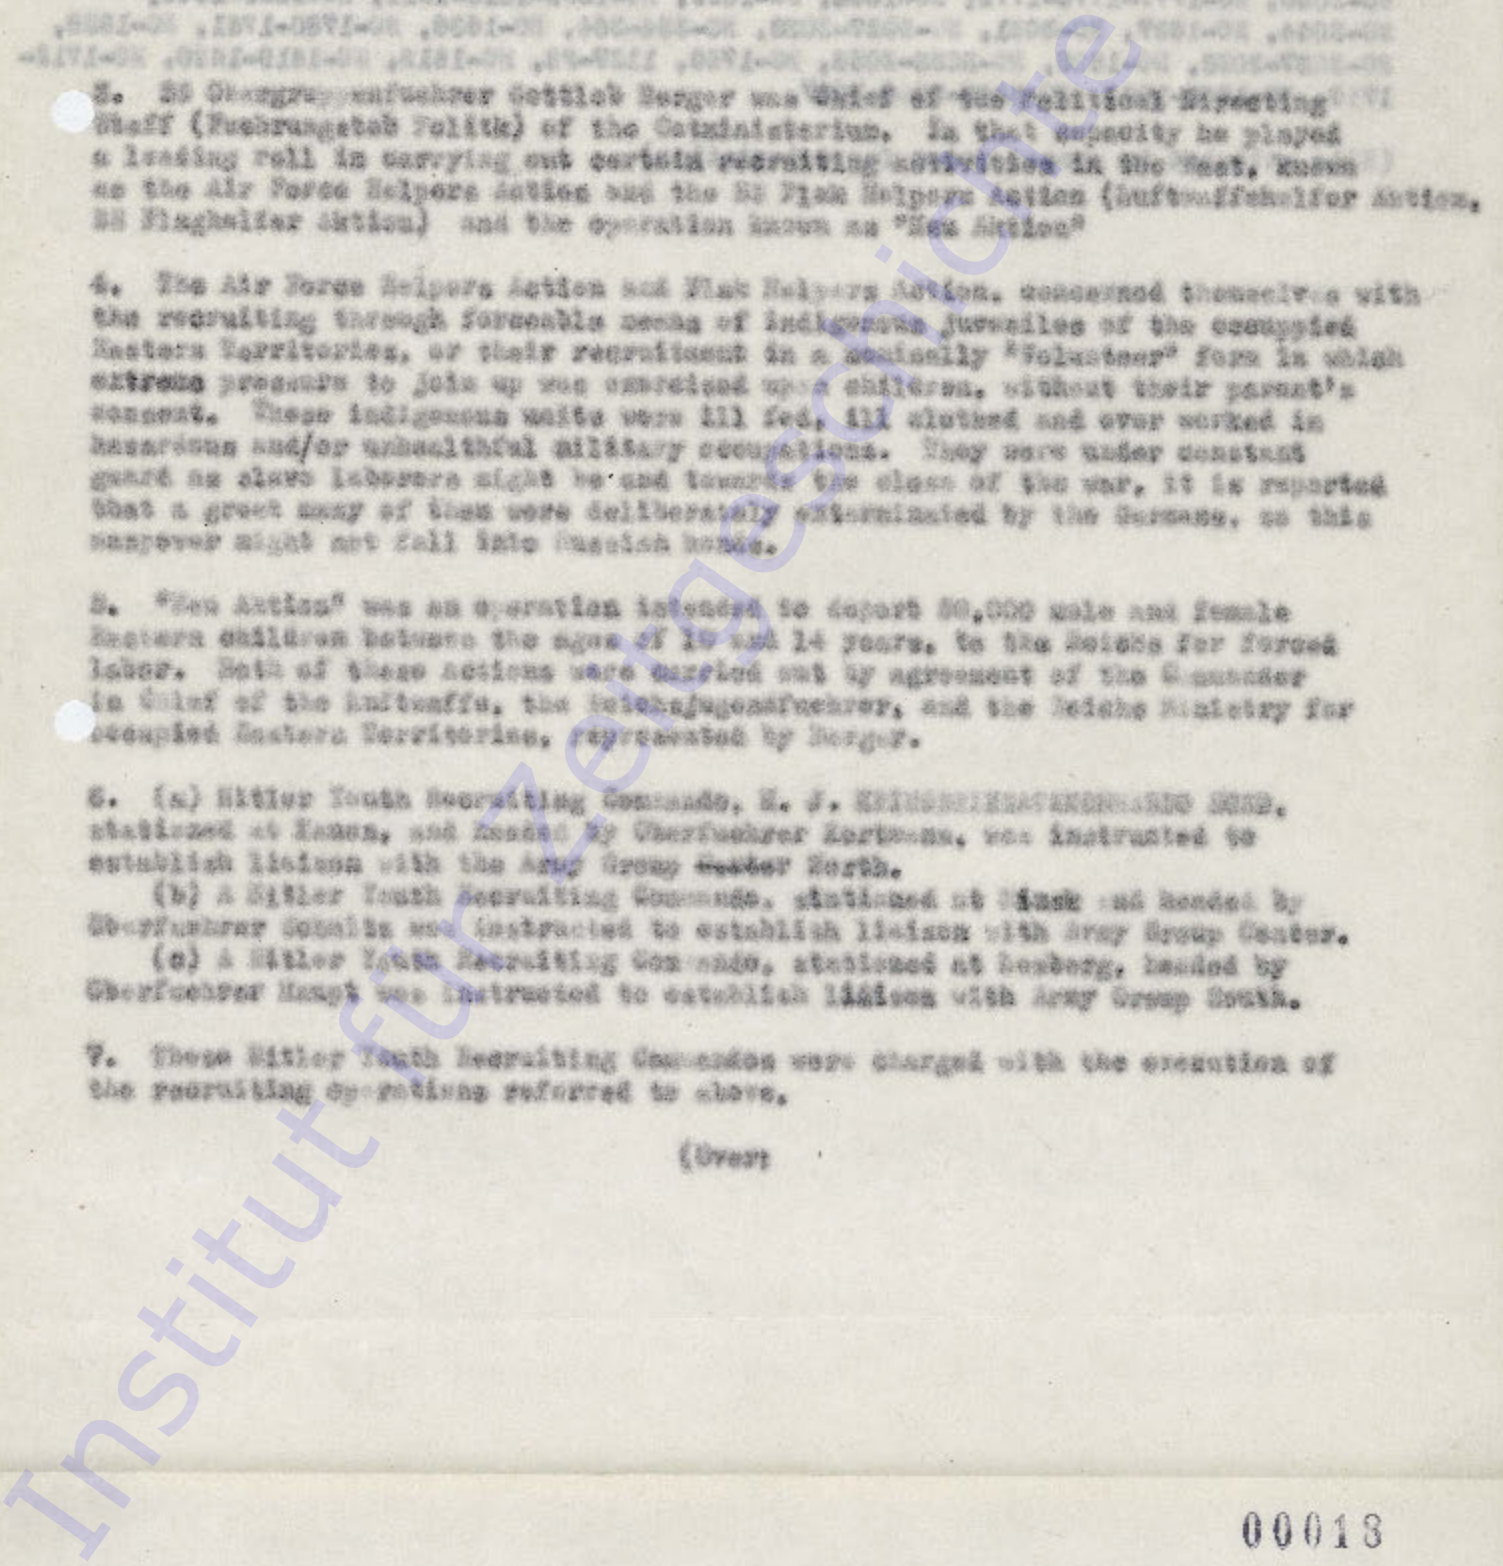 3. SS Obergruppenfuehrer Gottlob Berger was Chief of the Political Directing
Staff (Fuehrungstab Politk) of the Ostministerium. In that capacity he played
a leading roll in carrying out certain recruiting activities in the East, known
as the Air Force Helpers Action and the SS Flak Helpers Action (Luftwaffehelfer Action,
SS Flaghelfer Aktion) and the operation known as "Heu Aktion"
4. The Air Force Helpers Action and Flak Helpers Action, concerned themselves with
the recruiting through forceable means of indigenous juveniles of the occuppied
Eastern Territories, or their recruitment in a nominally "Volunteer" form in which
extreme pressure to join up was exercised upon children, without their parent's
consent. These indigenous units were ill fed, ill clothed and over worked in
hazardous and/or unhealthful military occupations. They were under constant
guard as slave laborers might be and towards the close of the war, it is reported
that a great many of them were deliberately exterminated by the Germans, so this
manpower might not fall into Russian hands.
5. "Heu Aktion" was an operation intended to deport 50,000 male and female
Eastern children between the ages of 10 and 14 years, to the Reichs for forced
labor. Both of these actions were carried out by agreement of the Commander
in Chief of the Luftwaffe, the Reichsjugendfuehrer, and the Reichs Ministry for
occupied Eastern Territories, represented by Berger.
6. (a) Hitler Youth Recruiting Commando, H. J. NORD,
stationed at Kauen, and headed by Oberfuehrer was instructed to
establish liaison with the Army Group Center North.
(b) A Hitler Youth Recruiting Commando, stationed at Minsk and headed by
Oberfuehrer was instructed to establish liaison with Army Group Center.
(c) A Hitler Youth Recruiting Commando, stationed at Lemberg, headed by
Oberfuehrer was instructed to establish liaison with Army Group South.
7. These Hitler Youth Recruiting Commandos were charged with the execution of
the recruiting operations referred to above.
(Over)
00018
Institut für Zeitgeschichte